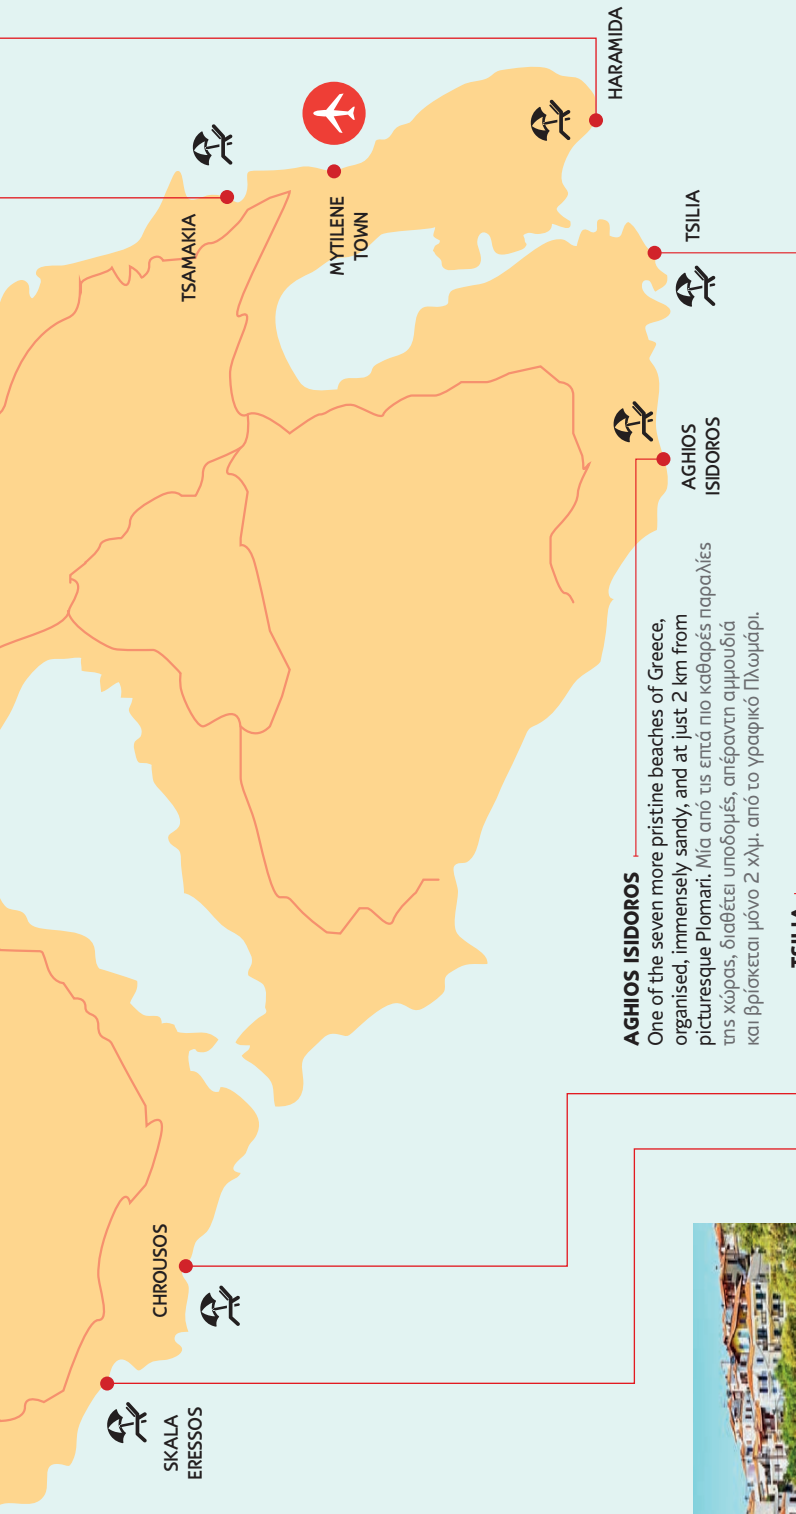 CHROUSOS
SKALA
ERESSOS
TSAMAKIA
MYTILENE
TOWN
HARAMIDA
AGHIOS ISIDOROS
One of the seven more pristine beaches of Greece,
organised, immensely sandy, and at just 2 km from
picturesque Plomari. Μία από τις επτά πιο καθαρές παραλίες
της χώρας, διαθέτει υποδομές, απέραντη αμμουδιά
και βρίσκεται μόνο 2 χλμ. από το γραφικό Πλωμάρι.
AGHIOS
ISIDOROS
TSILIA